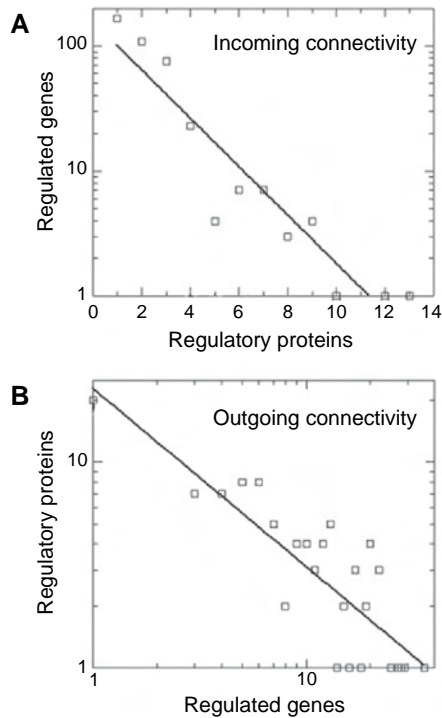 A
Incoming connectivity
Regulated genes
100
10
1
0 2 4 6 8 10 12 14
Regulatory proteins
B
Outgoing connectivity
Regulatory proteins
10
1
1 10
Regulated genes